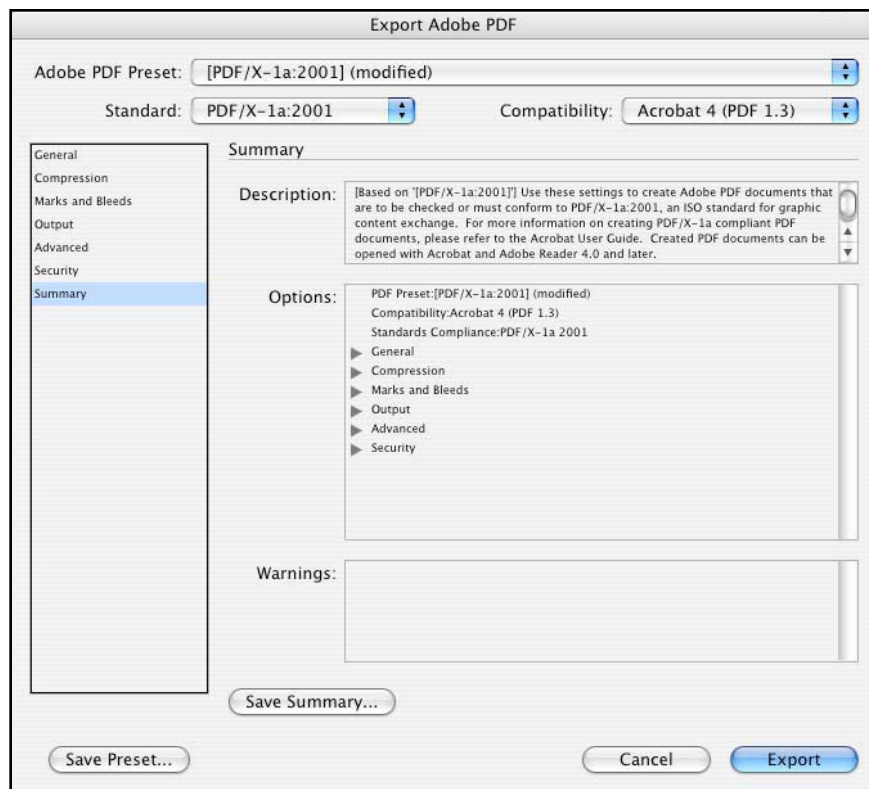 Export Adobe PDF
Adobe PDF Preset: [PDF/X-1a:2001] (modified)
Standard: PDF/X-1a:2001 Compatibility: Acrobat 4 (PDF 1.3)
General
Compression
Marks and Bleeds
Output
Advanced
Security
Summary
Summary
Description:
[Based on '[PDF/X-1a:2001]'] Use these settings to create Adobe PDF documents that
are to be checked or must conform to PDF/X-1a:2001, an ISO standard for graphic
content exchange. For more information on creating PDF/X-1a compliant PDF
documents, please refer to the Acrobat User Guide. Created PDF documents can be
opened with Acrobat and Adobe Reader 4.0 and later.
Options:
PDF Preset:[PDF/X-1a:2001] (modified)
Compatibility:Acrobat 4 (PDF 1.3)
Standards Compliance:PDF/X-1a 2001
General
Compression
Marks and Bleeds
Output
Advanced
Security
Warnings:
Save Summary...
Save Preset... Cancel Export